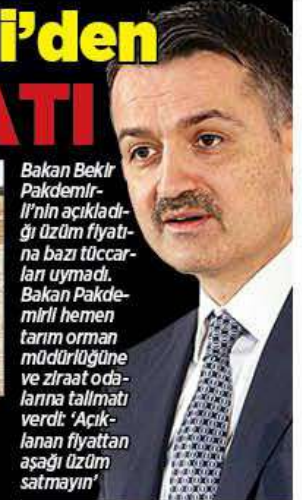 i'den
ATI
Bakan Bekir
Pakdemir-
li'nin açıkladı-
ğı üzüm fiyatı-
na bazı tüccar-
ları uymadı.
Bakan Pakde-
mirli hemen
tarım orman
müdürlüğüne
ve ziraat oda-
larına talimatı
verdi: 'Açık-
lanan fiyattan
aşağı üzüm
satmayın'